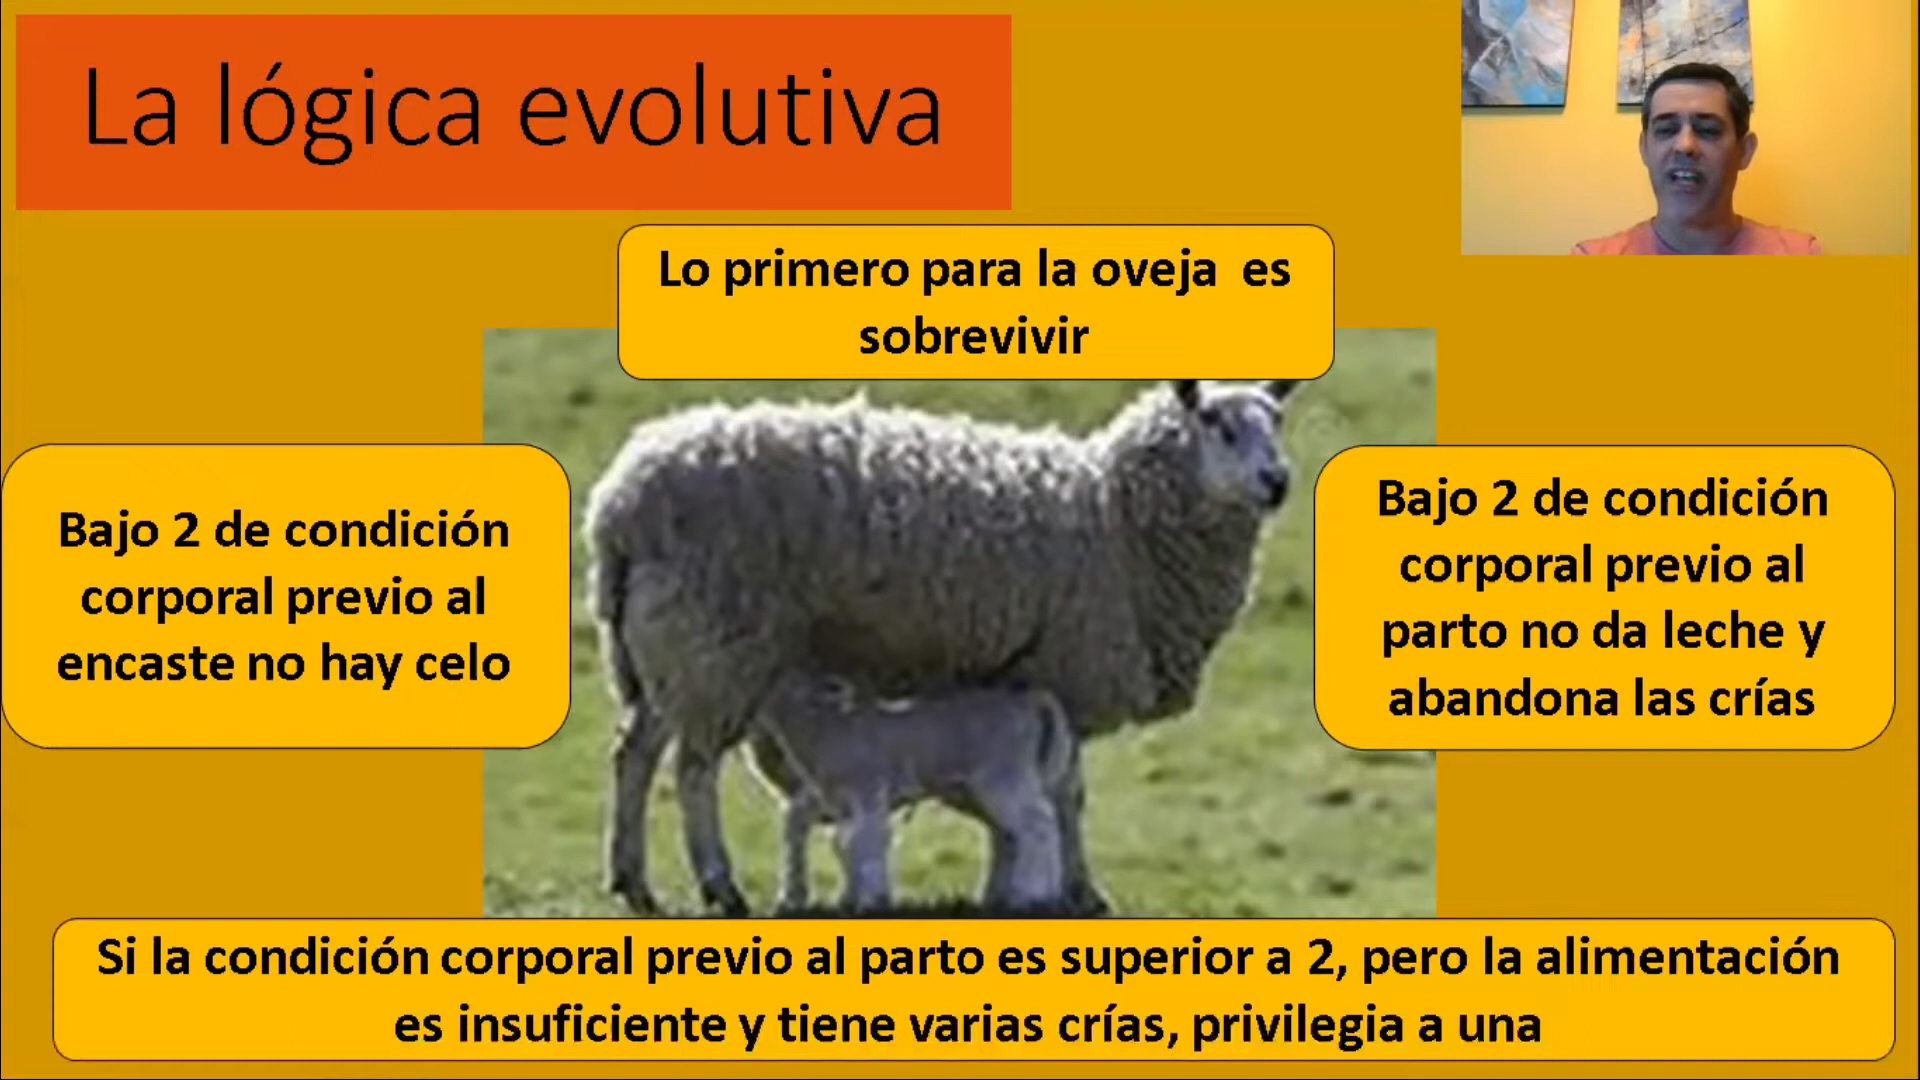 La lógica evolutiva
Lo primero para la oveja es
sobrevivir
Bajo 2 de condición
corporal previo al
encaste no hay celo
Bajo 2 de condición
corporal previo al
parto no da leche y
abandona las crías
Si la condición corporal previo al parto es superior a 2, pero la alimentación
es insuficiente y tiene varias crías, privilegia a una